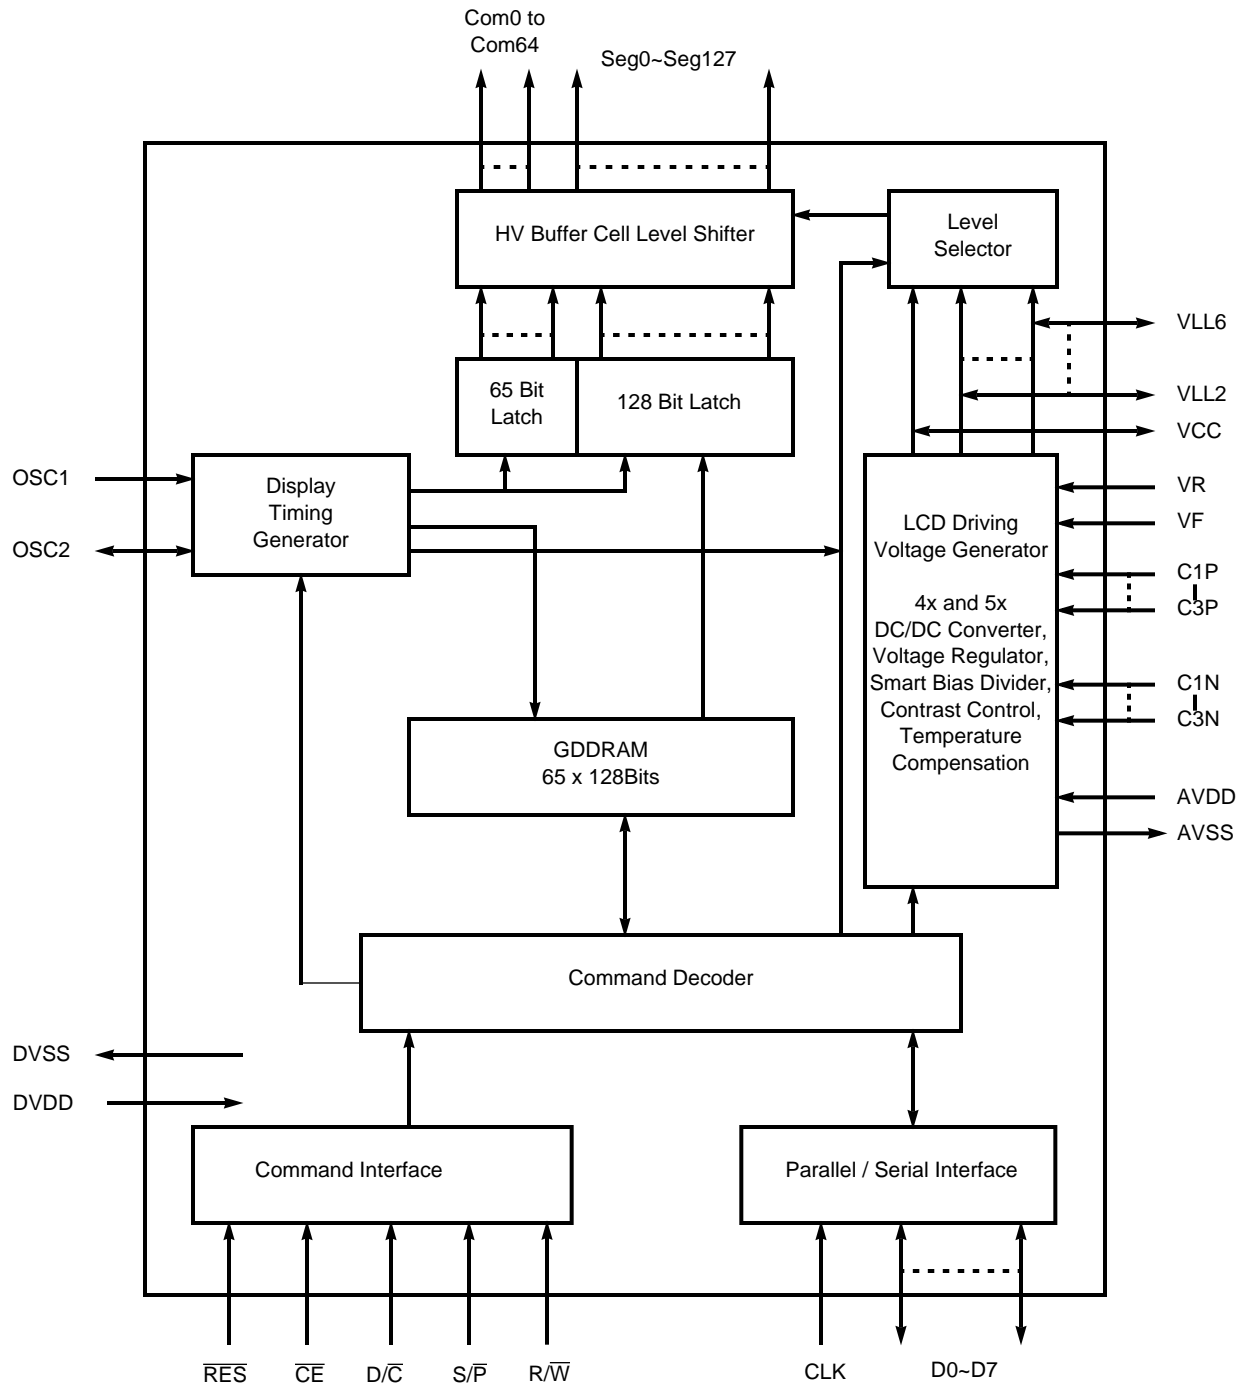 Com0 to
Com64
Seg0~Seg127
HV Buffer Cell Level Shifter
Level
Selector
VLL6
65 Bit
Latch
128 Bit Latch
VLL2
VCC
OSC1
Display
Timing
Generator
OSC2
LCD Driving
Voltage Generator
4x and 5x
DC/DC Converter,
Voltage Regulator,
Smart Bias Divider,
Contrast Control,
Temperature
Compensation
VR
VF
C1P
C3P
C1N
C3N
AVDD
AVSS
GDDRAM
65 x 128Bits
Command Decoder
DVSS
DVDD
Command Interface
Parallel / Serial Interface
R̅E̅S̅
C̅E̅
D/C̅
S/P̅
R/W̅
CLK
D0~D7